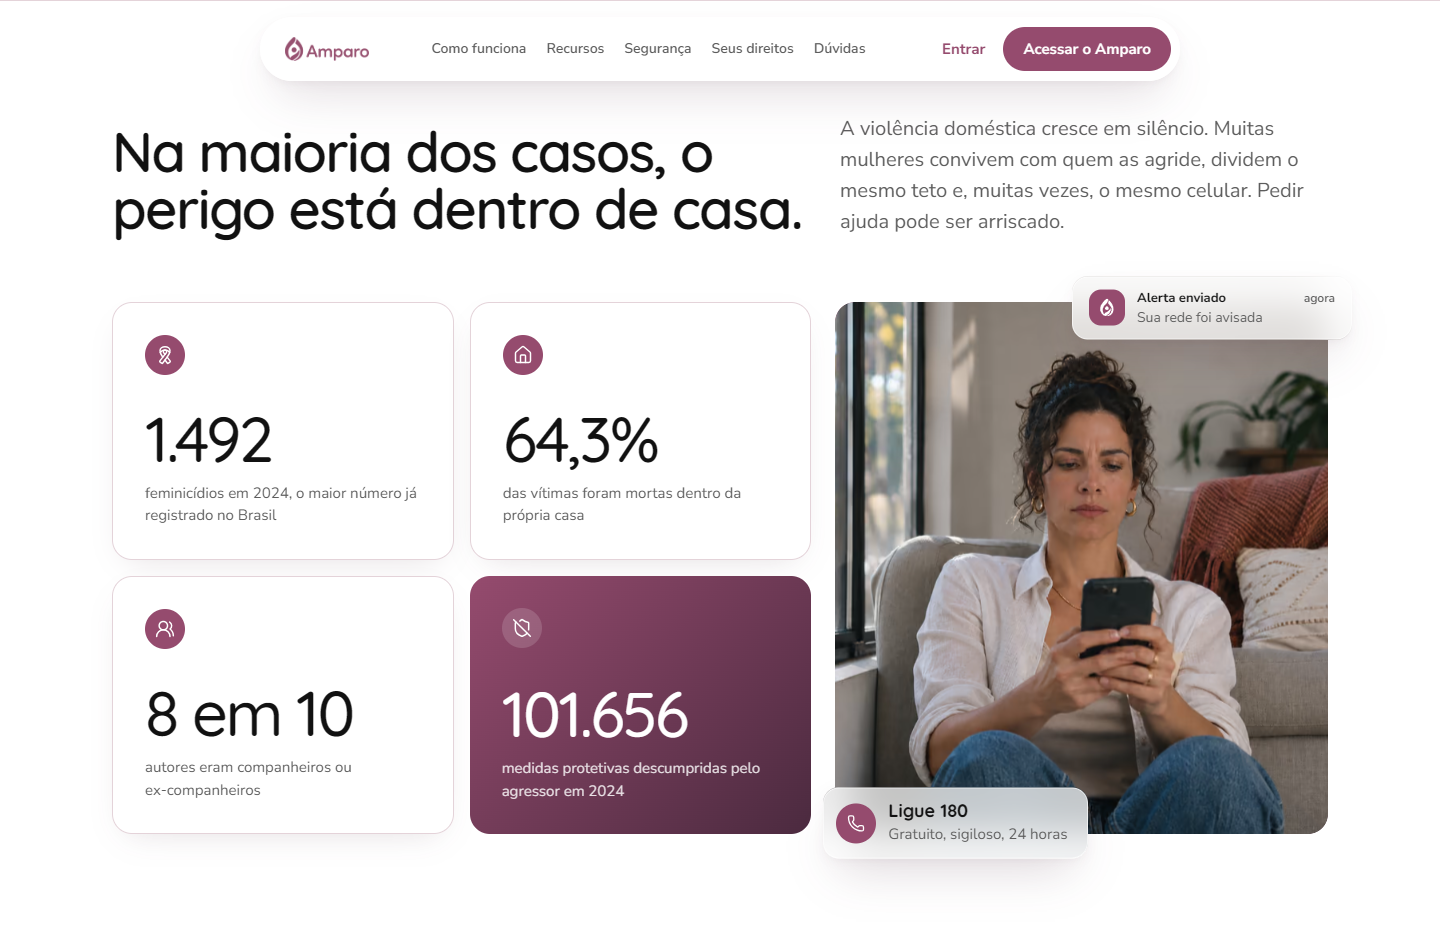 Amparo
Como funciona
Recursos
Segurança
Seus direitos
Dúvidas
Entrar
Acessar o Amparo
Na maioria dos casos, o
perigo está dentro de casa.
A violência doméstica cresce em silêncio. Muitas
mulheres convivem com quem as agride, dividem o
mesmo teto e, muitas vezes, o mesmo celular. Pedir
ajuda pode ser arriscado.
1.492
feminicídios em 2024, o maior número já
registrado no Brasil
64,3%
das vítimas foram mortas dentro da
própria casa
8 em 10
autores eram companheiros ou
ex-companheiros
101.656
medidas protetivas descumpridas pelo
agressor em 2024
Alerta enviado
agora
Sua rede foi avisada
Ligue 180
Gratuito, sigiloso, 24 horas